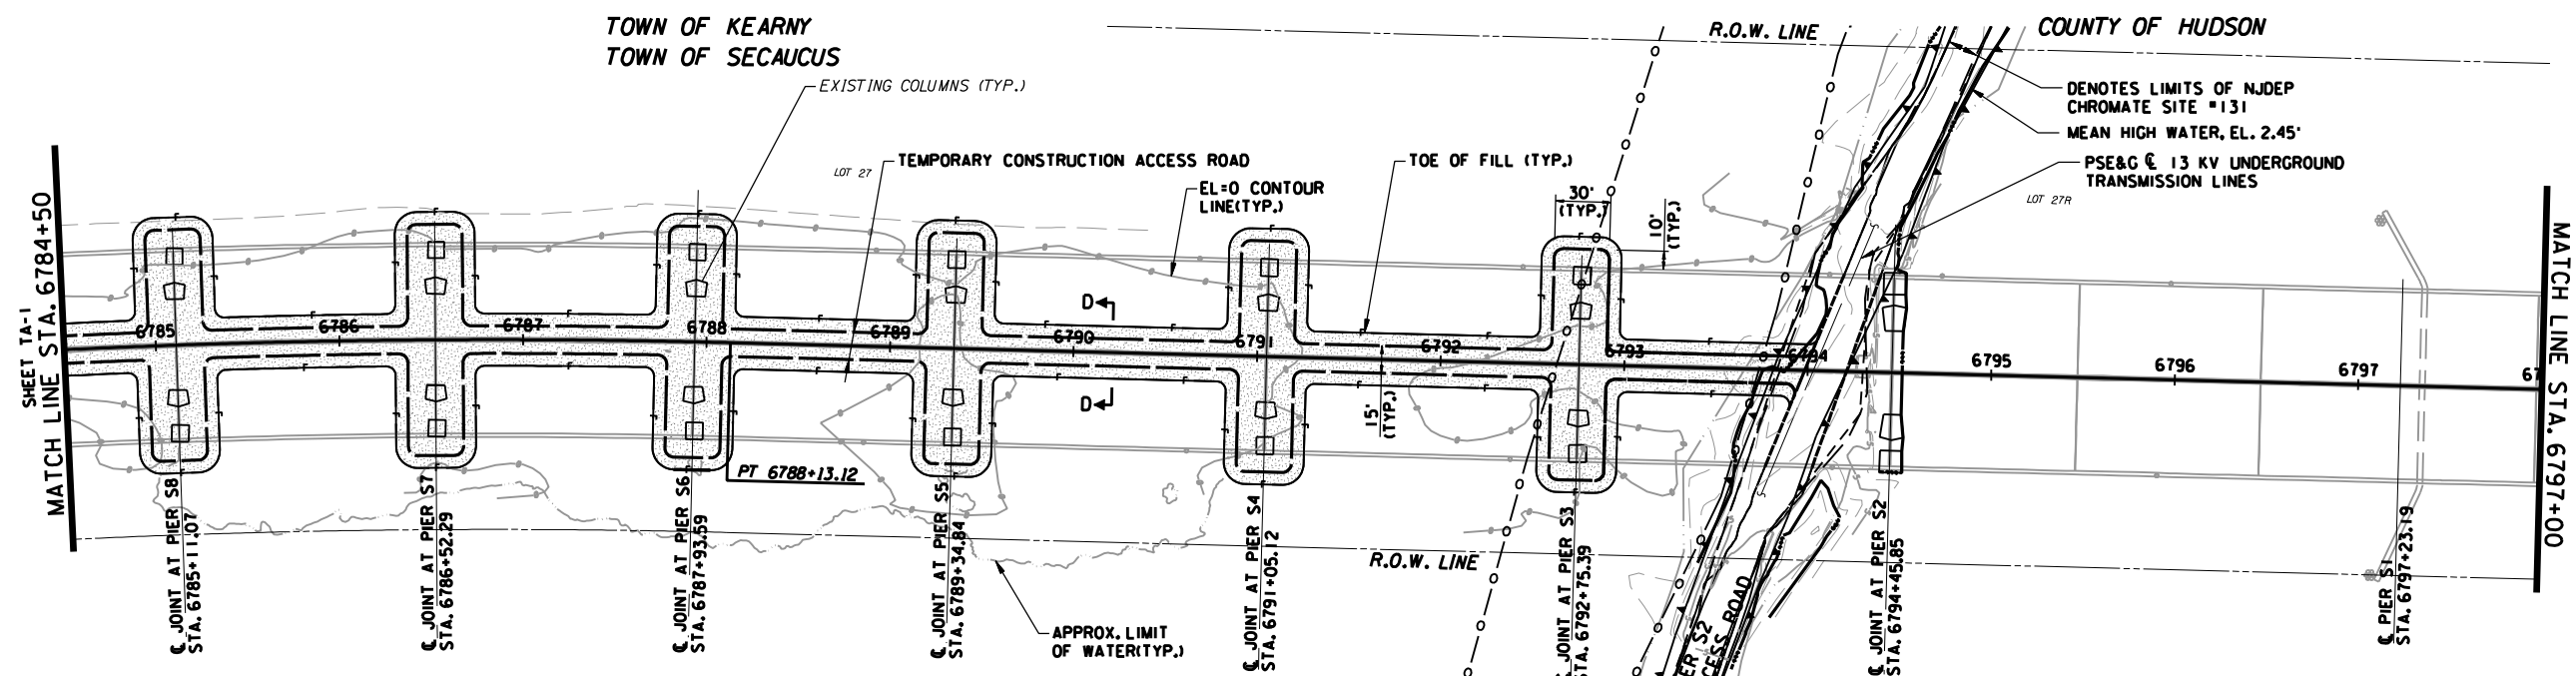 TOWN OF KEARNY
TOWN OF SECAUCUS
R.O.W. LINE
COUNTY OF HUDSON
EXISTING COLUMNS (TYP.)
DENOTES LIMITS OF NJDEP
CHROMATE SITE #131
MEAN HIGH WATER, EL. 2.45'
LOT 27
TEMPORARY CONSTRUCTION ACCESS ROAD
TOE OF FILL (TYP.)
PSE&G ℄ 13 KV UNDERGROUND
TRANSMISSION LINES
EL=0 CONTOUR
LINE(TYP.)
30'
(TYP.)
10'
(TYP.)
LOT 27R
SHEET TA-1
MATCH LINE STA. 6784+50
MATCH LINE STA. 6797+00
D
6785
6786
6787
6788
6789
6790
6791
6792
6793
6794
6795
6796
6797
67
D
15'
(TYP.)
PT 6788+13.12
℄ JOINT AT PIER S8
STA. 6785+11.07
℄ JOINT AT PIER S7
STA. 6786+52.29
℄ JOINT AT PIER S6
STA. 6787+93.59
℄ JOINT AT PIER S5
STA. 6789+34.84
℄ JOINT AT PIER S4
STA. 6791+05.12
JOINT AT PIER S3
STA. 6792+75.39
℄ JOINT AT PIER S2
STA. 6794+45.85
℄ PIER S1
STA. 6797+23.19
R.O.W. LINE
APPROX. LIMIT
OF WATER(TYP.)
ER S2
CESS ROAD